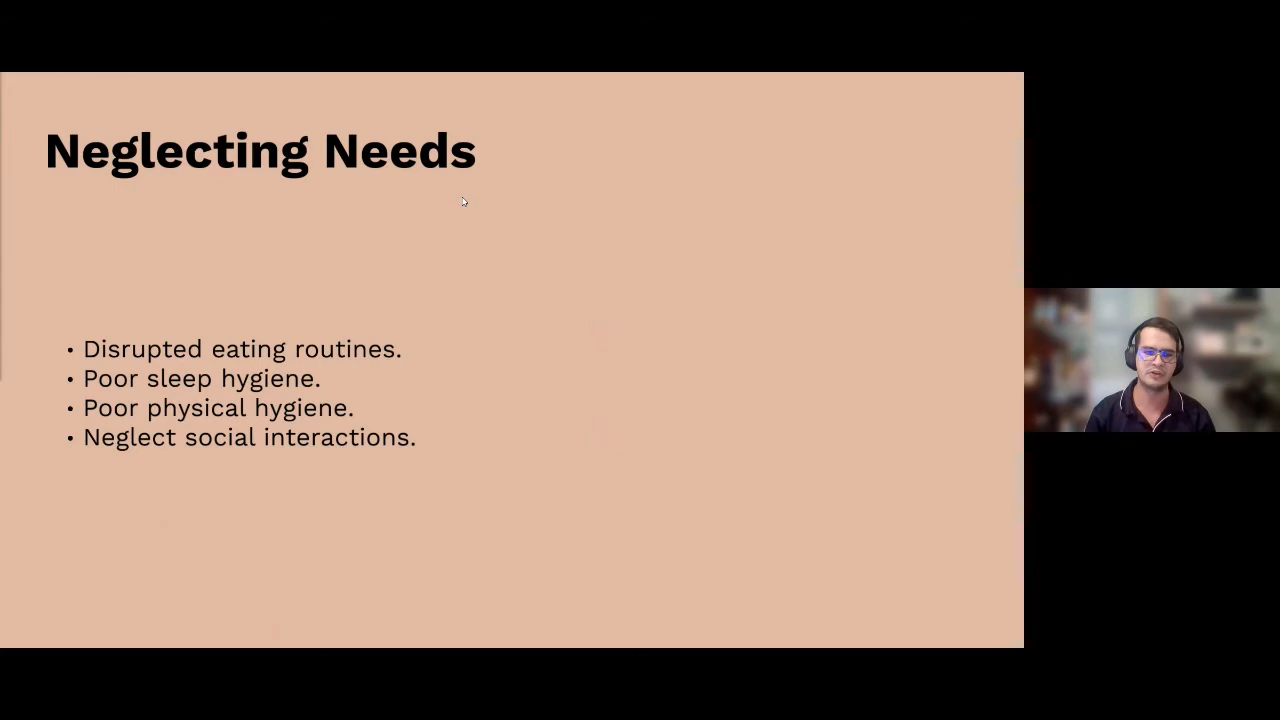 Neglecting Needs
• Disrupted eating routines.
• Poor sleep hygiene.
• Poor physical hygiene.
• Neglect social interactions.